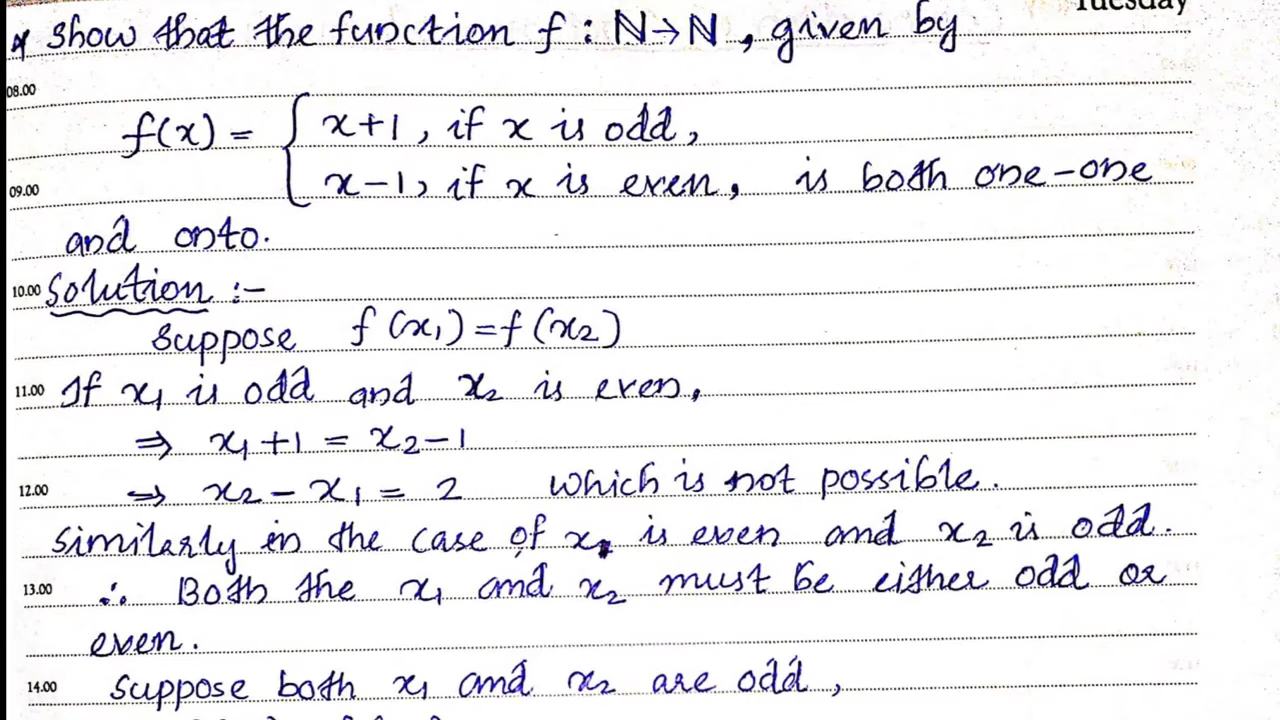 Tuesday
* show that the function f : ℕ→ℕ, given by
08.00
f(x) = { x+1, if x is odd,
09.00 x-1, if x is even, is both one-one
and onto.
10.00 Solution :-
Suppose f(x₁) = f(x₂)
11.00 If x₁ is odd and x₂ is even,
⇒ x₁ + 1 = x₂ - 1
12.00 ⇒ x₂ - x₁ = 2 which is not possible.
Similarly in the case of x₁ is even and x₂ is odd.
13.00 ∴ Both the x₁ and x₂ must be either odd or
even.
14.00 Suppose both x₁ and x₂ are odd,